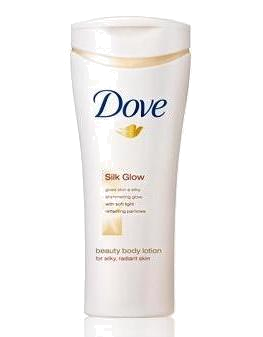 Dove
Silk Glow
gives skin a silky
shimmering glow
with soft light
reflecting particles
beauty body lotion
for silky, radiant skin